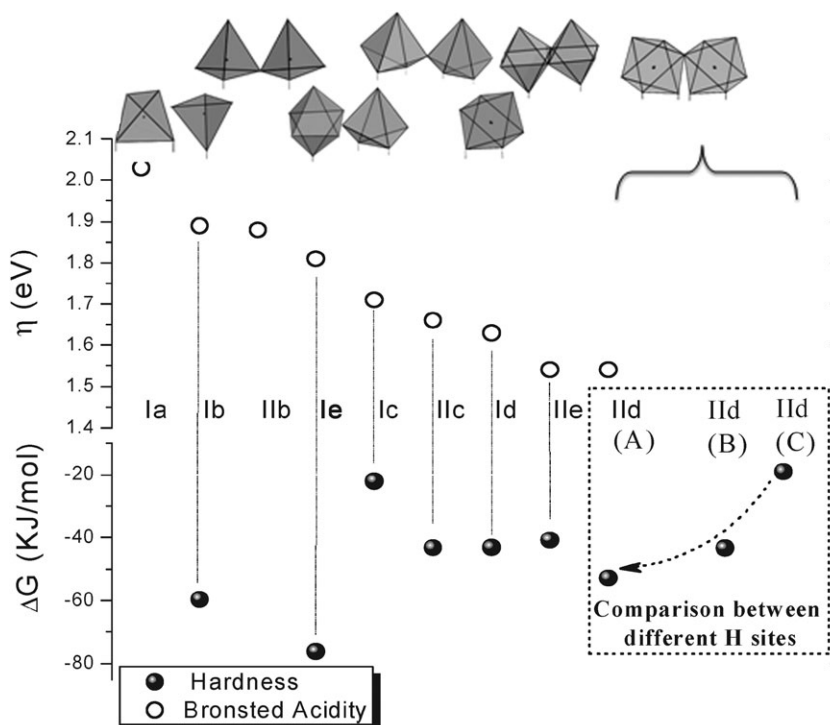 2.1
2.0
1.9
1.8
1.7
1.6
1.5
1.4
η (eV)
Ia Ib IIb Ie Ic IIc Id IIe IId IId IId
(A) (B) (C)
-20
-40
-60
-80
ΔG (KJ/mol)
Comparison between
different H sites
Hardness
Bronsted Acidity